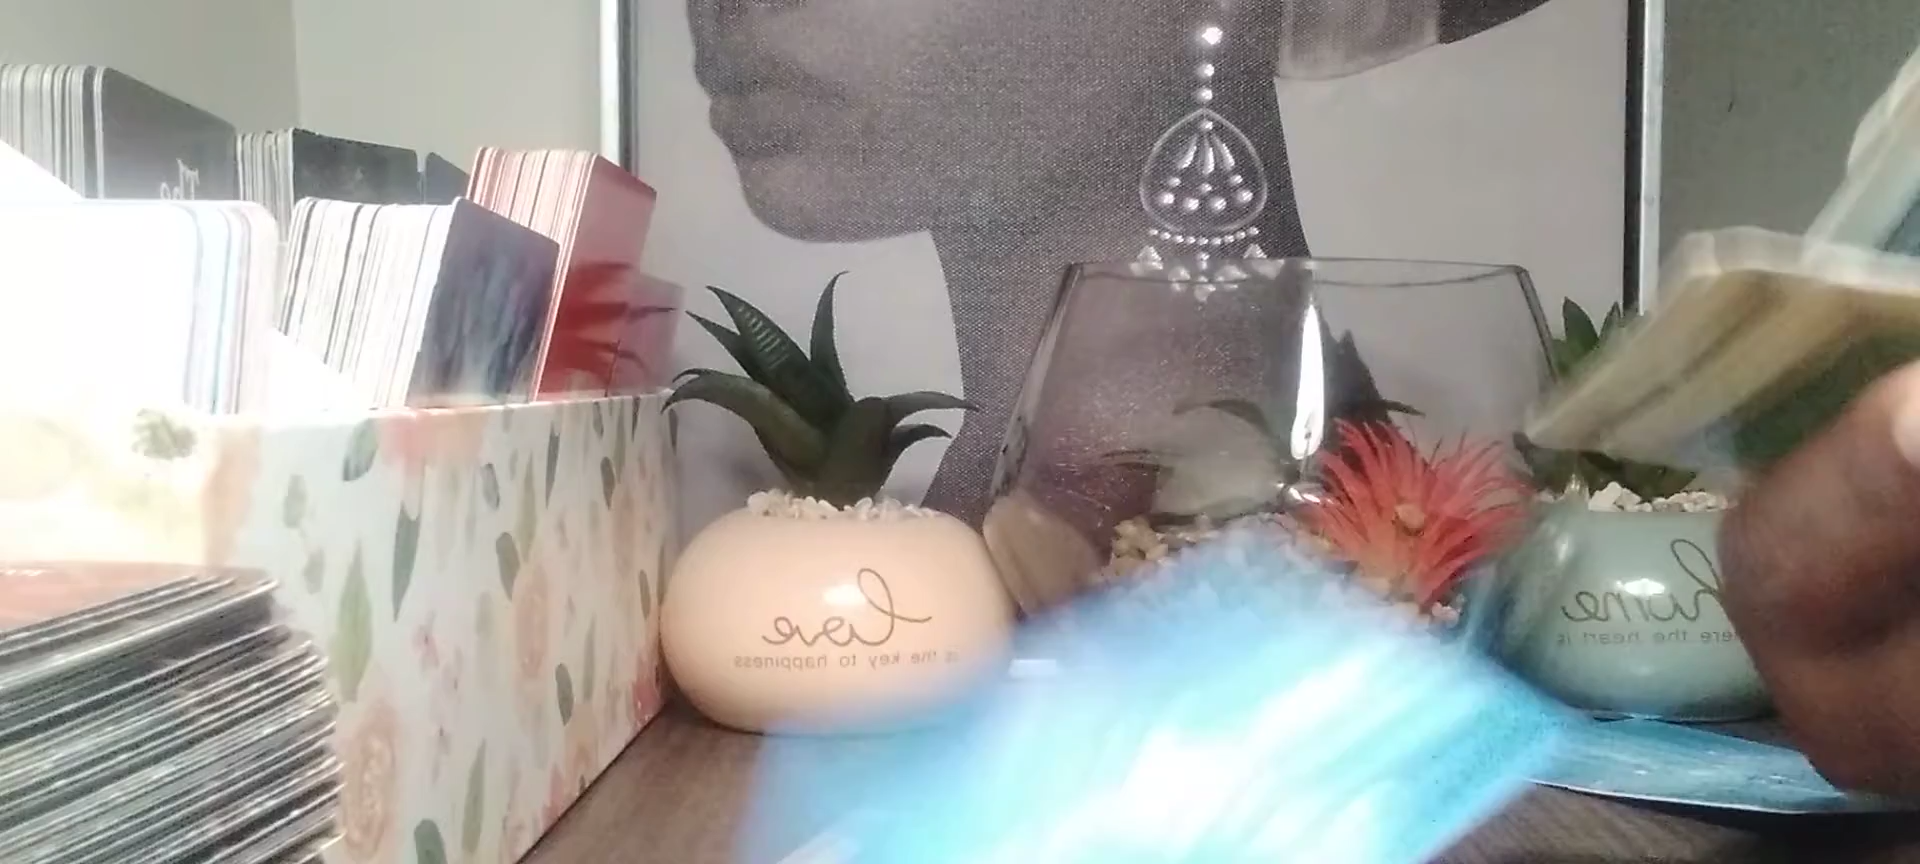 love
is the key to happiness
home
ere the heart is